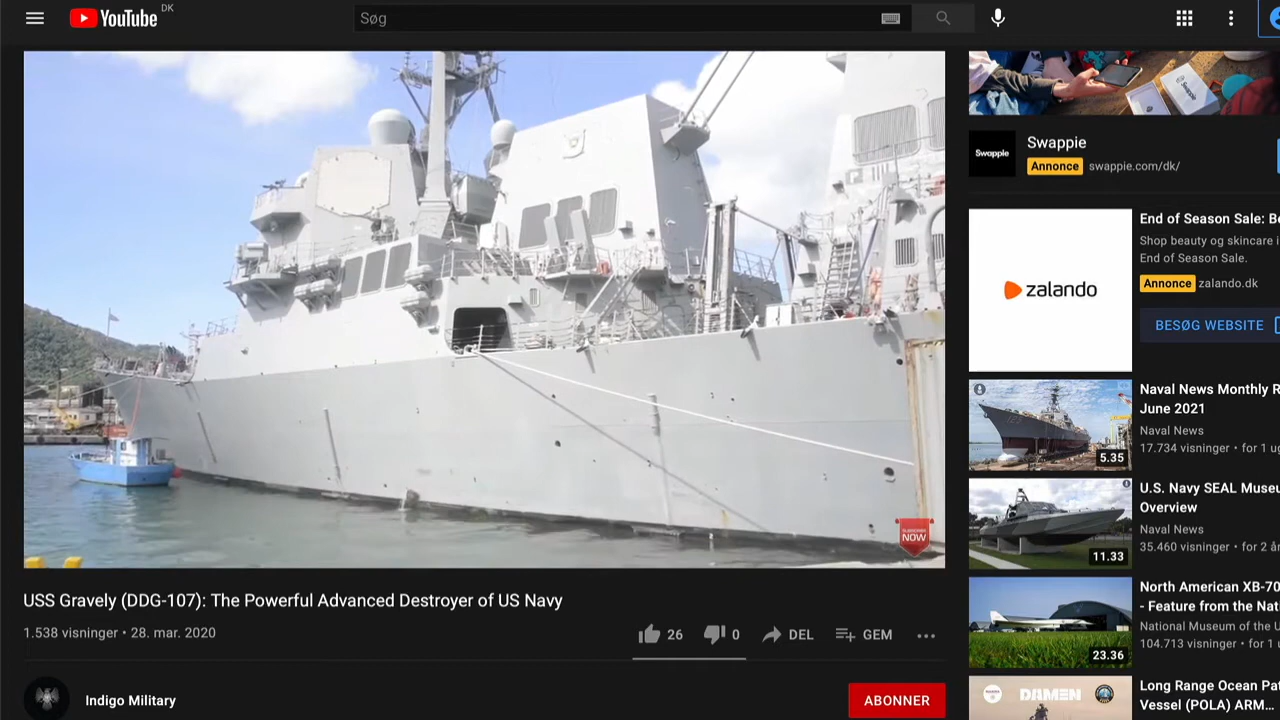 YouTube DK
Søg
SUBSCRIBE
NOW
USS Gravely (DDG-107): The Powerful Advanced Destroyer of US Navy
1.538 visninger • 28. mar. 2020
26
0
DEL
GEM
Indigo Military
ABONNER
Swappie
Swappie
Swappie
Annonce swappie.com/dk/
zalando
End of Season Sale: B
Shop beauty og skincare
End of Season Sale.
Annonce zalando.dk
BESØG WEBSITE
5.35
Naval News Monthly R
June 2021
Naval News
17.734 visninger • for 1 ug
11.33
U.S. Navy SEAL Museu
Overview
Naval News
35.460 visninger • for 2 år
23.36
North American XB-70
- Feature from the Nat
National Museum of the U
104.713 visninger • for 1
DAMEN
Long Range Ocean Pat
Vessel (POLA) ARM...